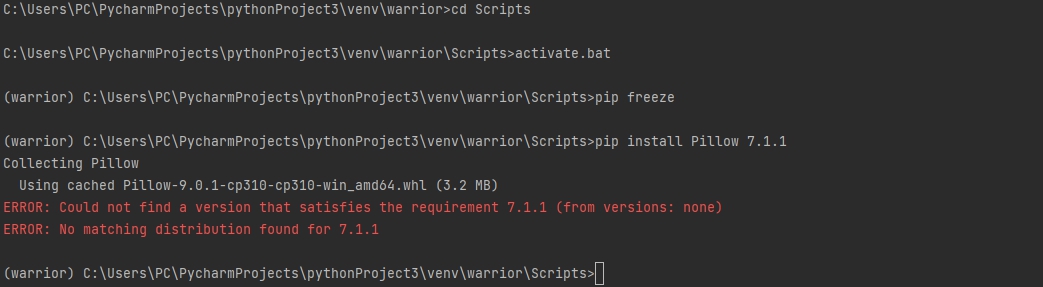 C:\Users\PC\PycharmProjects\pythonProject3\venv\warrior>cd Scripts
C:\Users\PC\PycharmProjects\pythonProject3\venv\warrior\Scripts>activate.bat
(warrior) C:\Users\PC\PycharmProjects\pythonProject3\venv\warrior\Scripts>pip freeze
(warrior) C:\Users\PC\PycharmProjects\pythonProject3\venv\warrior\Scripts>pip install Pillow 7.1.1
Collecting Pillow
  Using cached Pillow-9.0.1-cp310-cp310-win_amd64.whl (3.2 MB)
ERROR: Could not find a version that satisfies the requirement 7.1.1 (from versions: none)
ERROR: No matching distribution found for 7.1.1
(warrior) C:\Users\PC\PycharmProjects\pythonProject3\venv\warrior\Scripts>